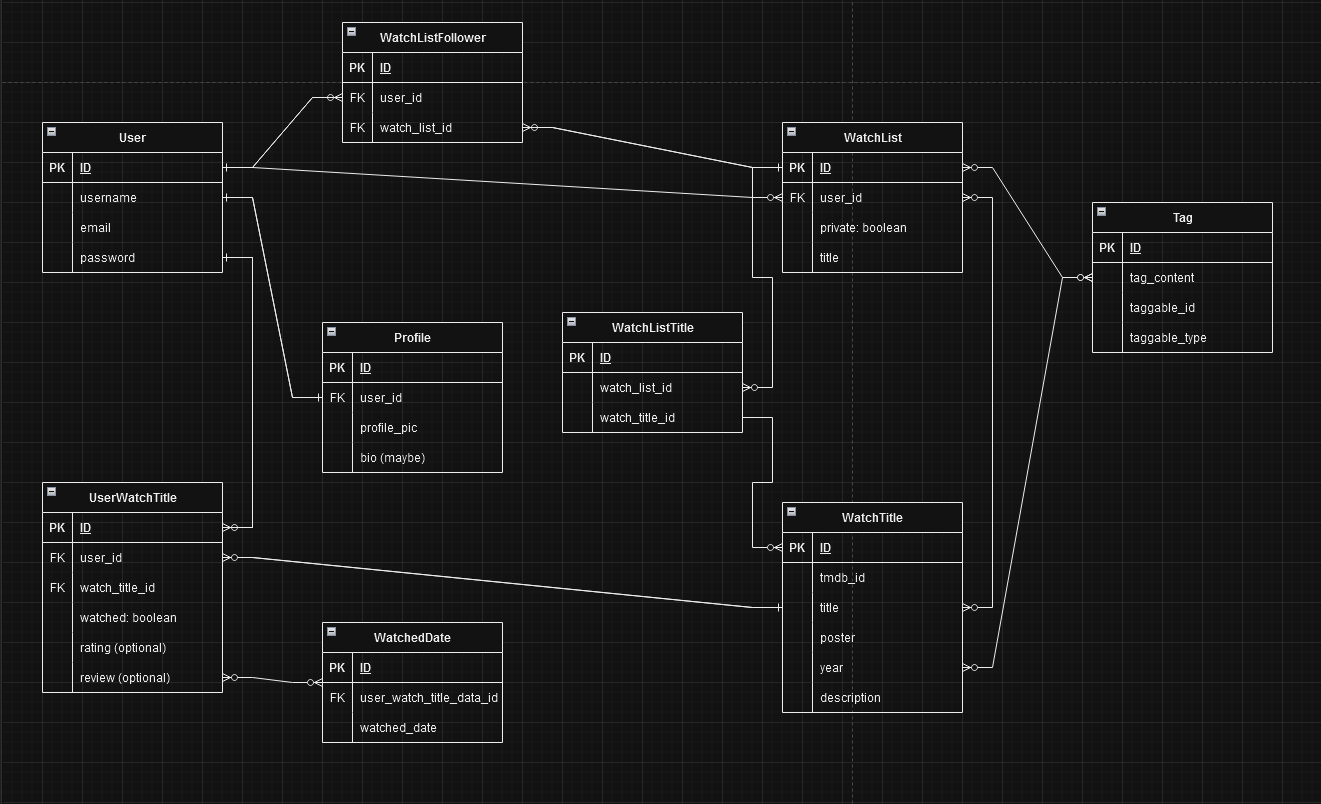 WatchListFollower
PK ID
FK user_id
FK watch_list_id
User
PK ID
username
email
password
WatchList
PK ID
FK user_id
private: boolean
title
Tag
PK ID
tag_content
taggable_id
taggable_type
Profile
PK ID
FK user_id
profile_pic
bio (maybe)
WatchListTitle
PK ID
watch_list_id
watch_title_id
UserWatchTitle
PK ID
FK user_id
FK watch_title_id
watched: boolean
rating (optional)
review (optional)
WatchTitle
PK ID
tmdb_id
title
poster
year
description
WatchedDate
PK ID
FK user_watch_title_data_id
watched_date